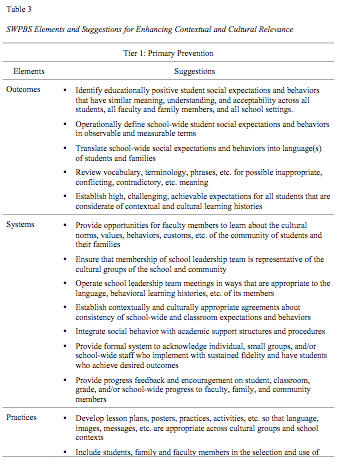 Table 3
SWPBS Elements and Suggestions for Enhancing Contextual and Cultural Relevance
Tier 1: Primary Prevention
Elements Suggestions
Outcomes • Identify educationally positive student social expectations and behaviors
that have similar meaning, understanding, and acceptability across all
students, all faculty and family members, and all school settings.
• Operationally define school-wide student social expectations and behaviors
in observable and measurable terms
• Translate school-wide social expectations and behaviors into language(s)
of students and families
• Review vocabulary, terminology, phrases, etc. for possible inappropriate,
conflicting, contradictory, etc. meaning
• Establish high, challenging, achievable expectations for all students that are
considerate of contextual and cultural learning histories
Systems • Provide opportunities for faculty members to learn about the cultural
norms, values, behaviors, customs, etc. of the community of students and
their families
• Ensure that membership of school leadership team is representative of the
cultural groups of the school and community
• Operate school leadership team meetings in ways that are appropriate to the
language, behavioral learning histories, etc. of its members
• Establish contextually and culturally appropriate agreements about
consistency of school-wide and classroom expectations and behaviors
• Integrate social behavior with academic support structures and procedures
• Provide formal system to acknowledge individual, small groups, and/or
school-wide staff who implement with sustained fidelity and have students
who achieve desired outcomes
• Provide progress feedback and encouragement on student, classroom,
grade, and/or school-wide progress to faculty, family, and community
members
Practices • Develop lesson plans, posters, practices, activities, etc. so that language,
images, messages, etc. are appropriate across cultural groups and school
contexts
• Include students, family and faculty members in the selection and use of